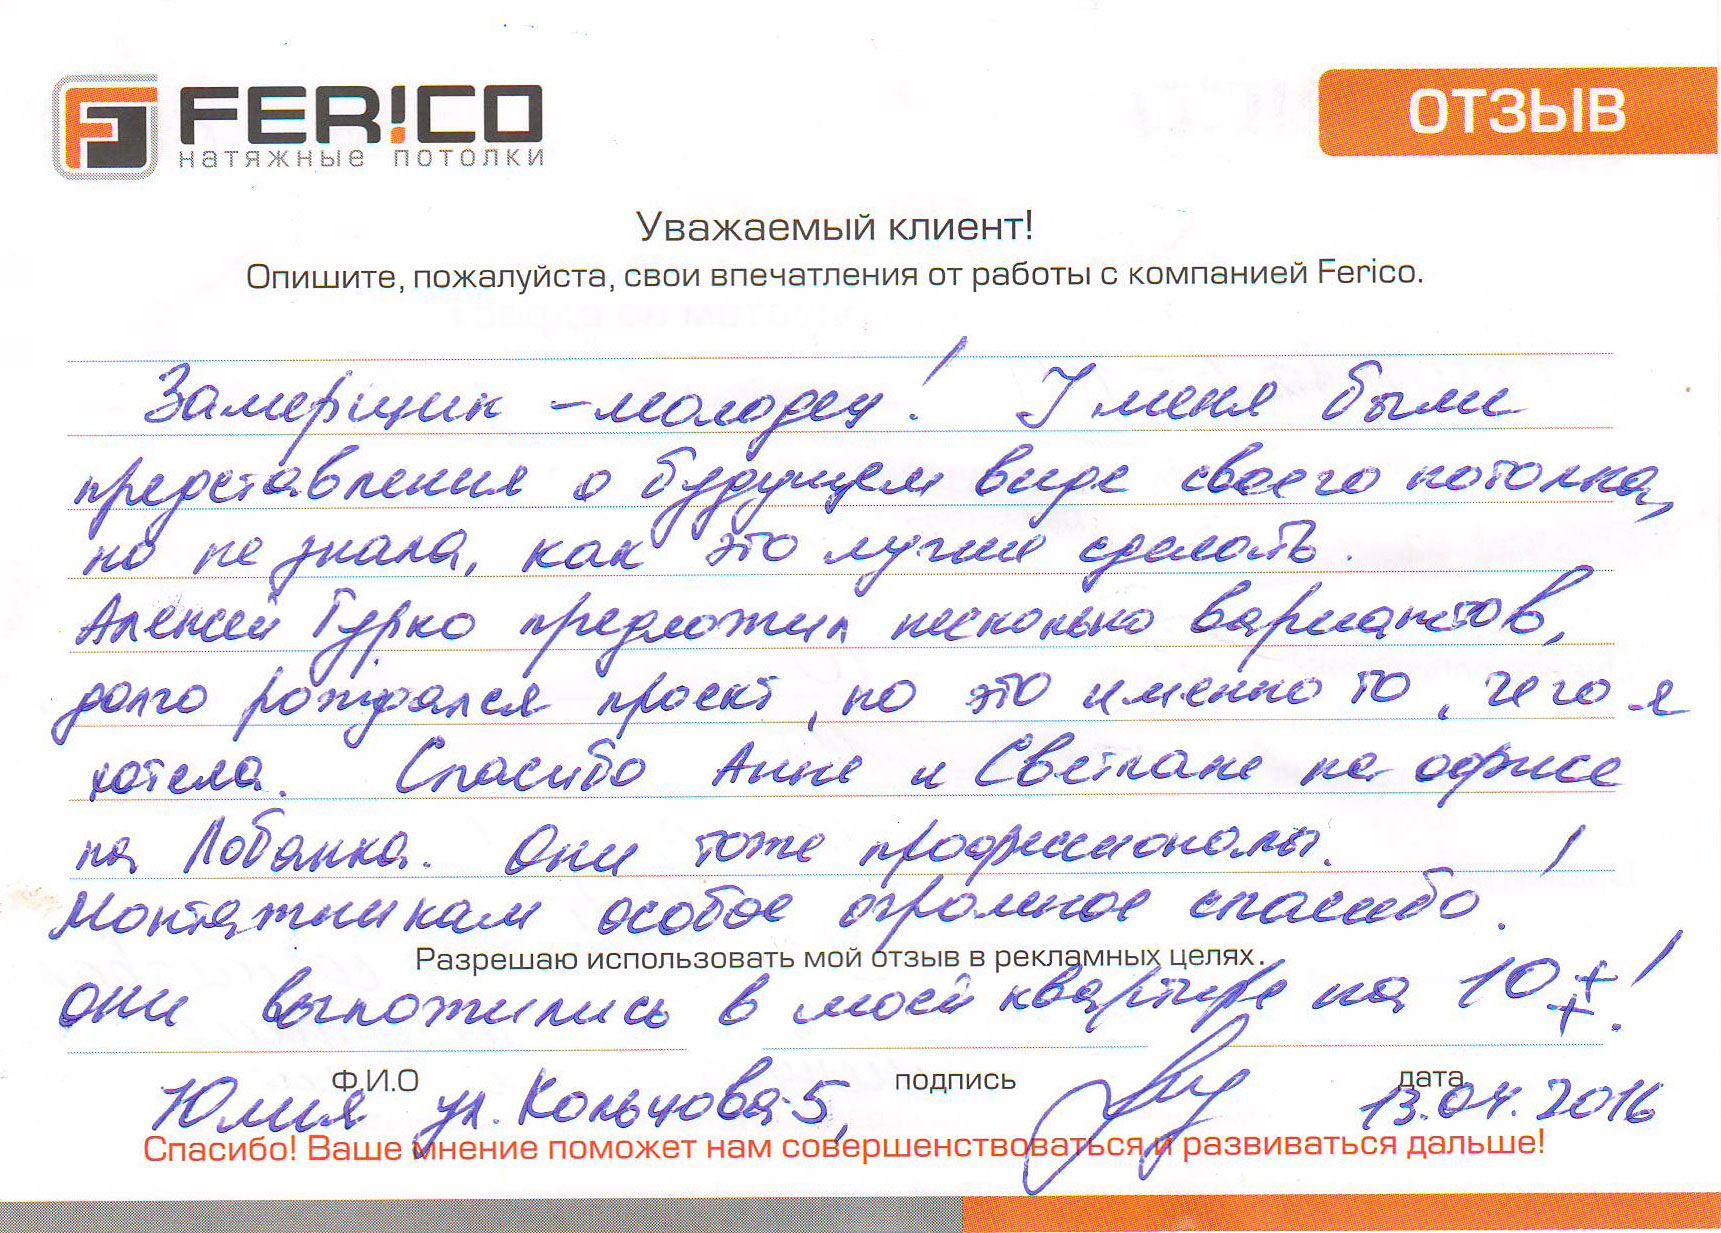 FER!CO
натяжные потолки
ОТЗЫВ
Уважаемый клиент!
Опишите, пожалуйста, свои впечатления от работы с компанией Ferico.
Замерщик – молодец! У меня были
представления о будущем виде своего потолка,
но не знала, как это лучше сделать.
Алексей Гурко предложил несколько вариантов,
долго рождался проект, но это именно то, чего я
хотела. Спасибо Анне и Светлане на офисе
на Лобанка. Они тоже профессионалы.
Монтажникам особое огромное спасибо!
Разрешаю использовать мой отзыв в рекламных целях.
они выложились в моей квартире на 10++!
Ф.И.О подпись дата
Юлия ул. Кольцова-5, 13.04.2016
Спасибо! Ваше мнение поможет нам совершенствоваться и развиваться дальше!